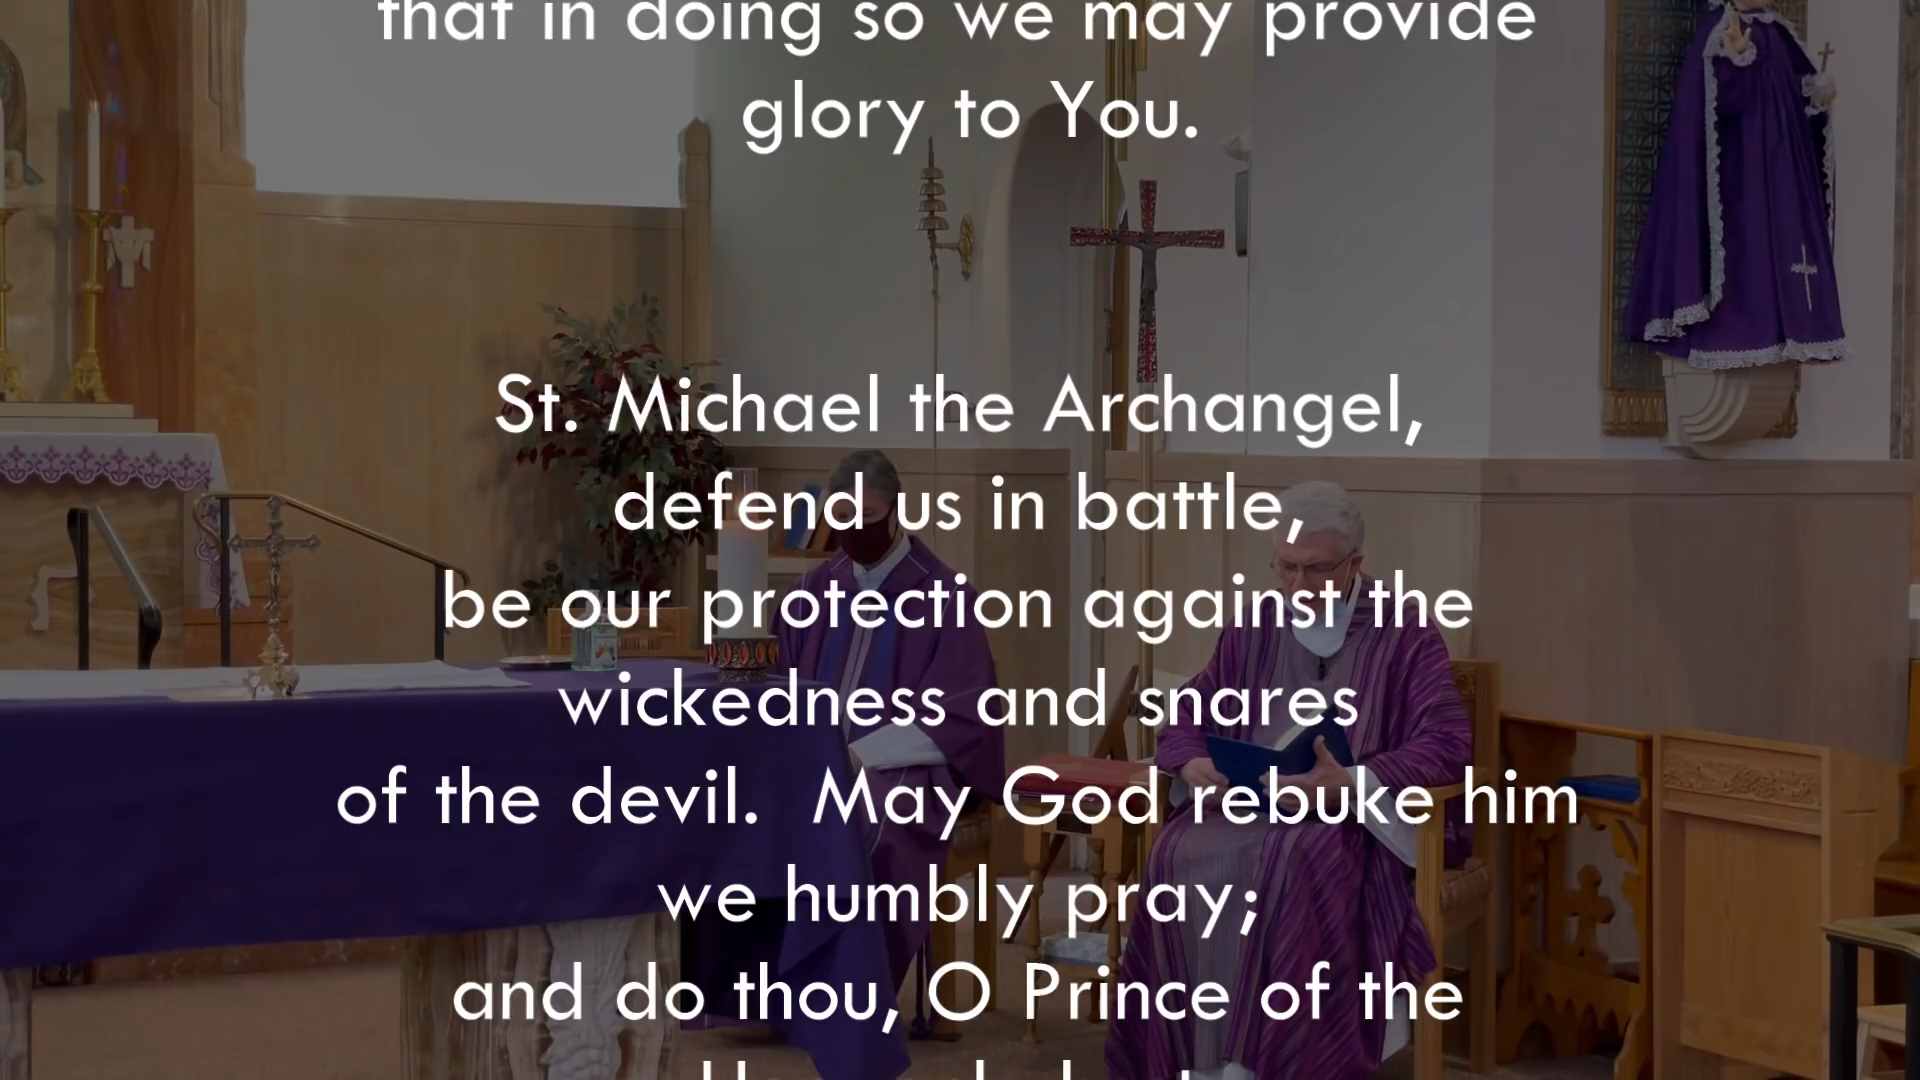 that in doing so we may provide
glory to You.
St. Michael the Archangel,
defend us in battle,
be our protection against the
wickedness and snares
of the devil.  May God rebuke him
we humbly pray;
and do thou, O Prince of the